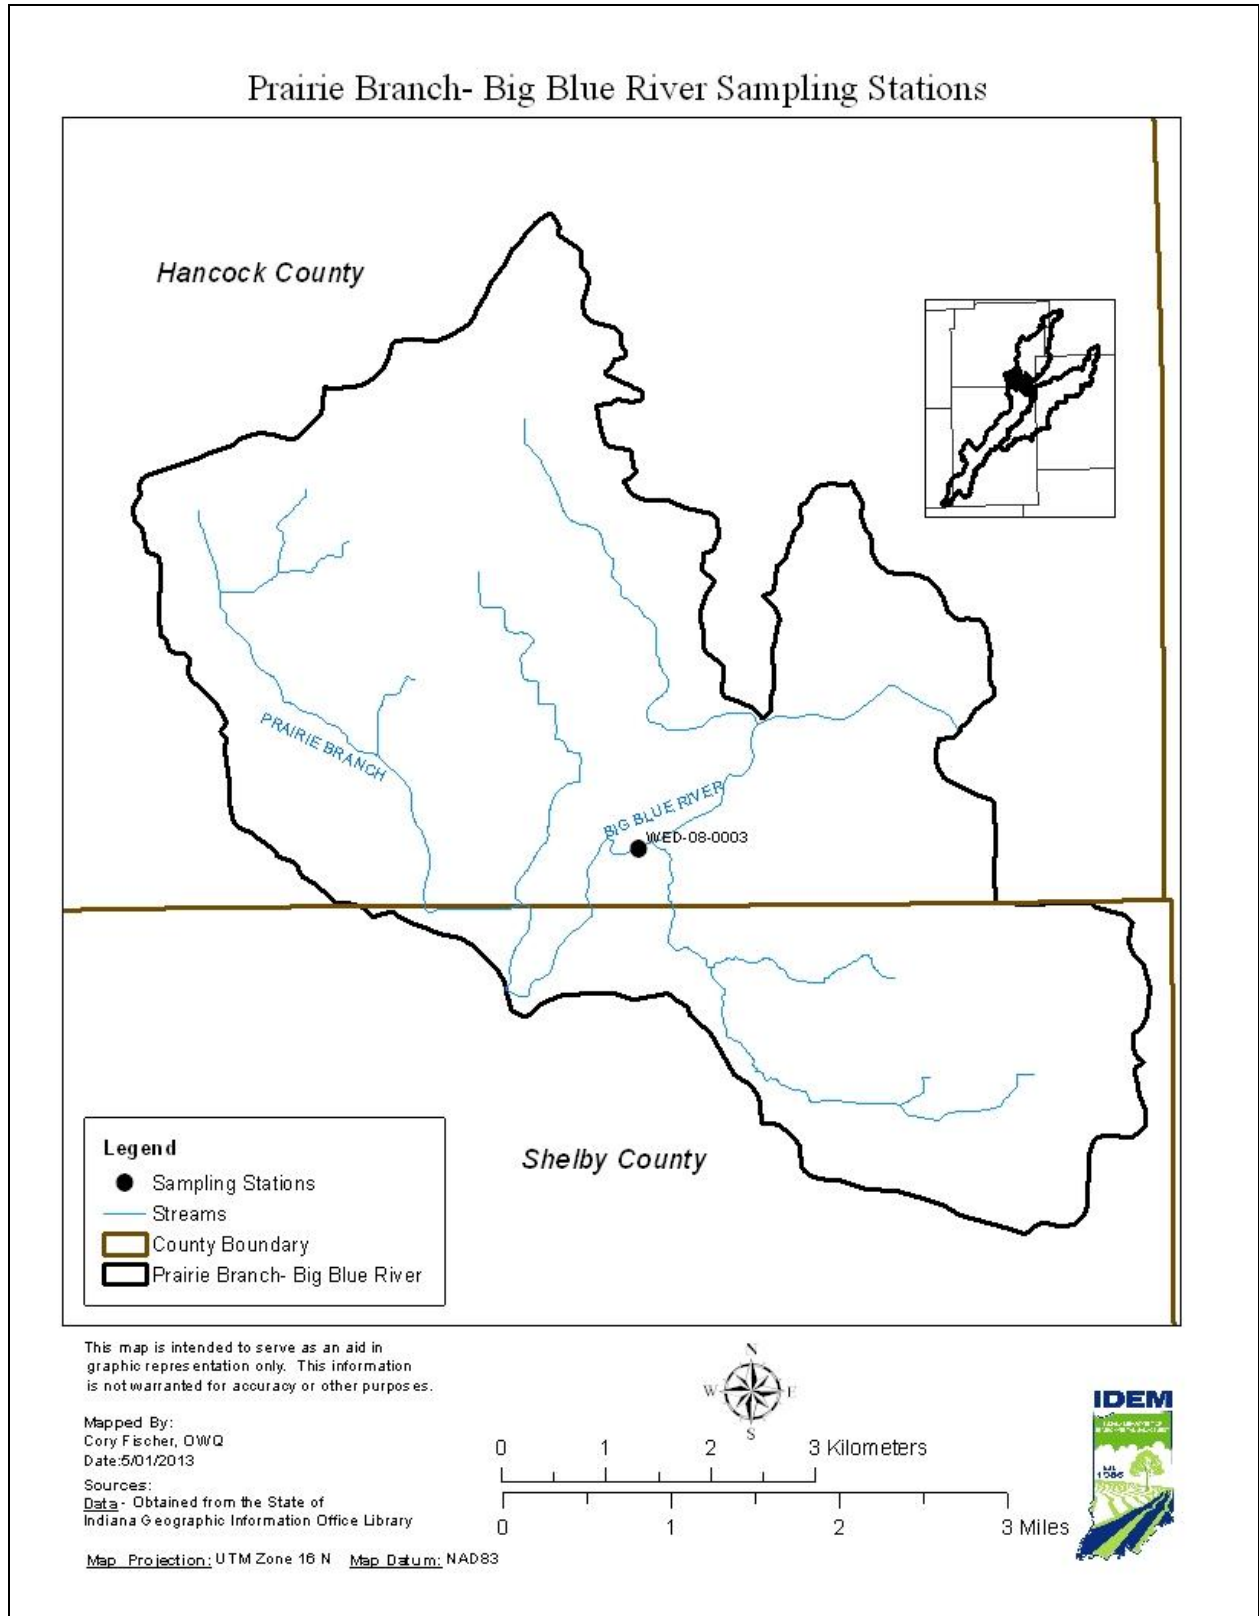 Prairie Branch- Big Blue River Sampling Stations
Hancock County
PRAIRIE BRANCH
BIG BLUE RIVER
WED-08-0003
Shelby County
Legend
Sampling Stations
Streams
County Boundary
Prairie Branch- Big Blue River
This map is intended to serve as an aid in
graphic representation only. This information
is not warranted for accuracy or other purposes.
Mapped By:
Cory Fischer, OWQ
Date:5/01/2013
Sources:
Data - Obtained from the State of
Indiana Geographic Information Office Library
Map Projection: UTM Zone 16 N Map Datum: NAD83
N
W E
S
0 1 2 3 Kilometers
0 1 2 3 Miles
IDEM
1986